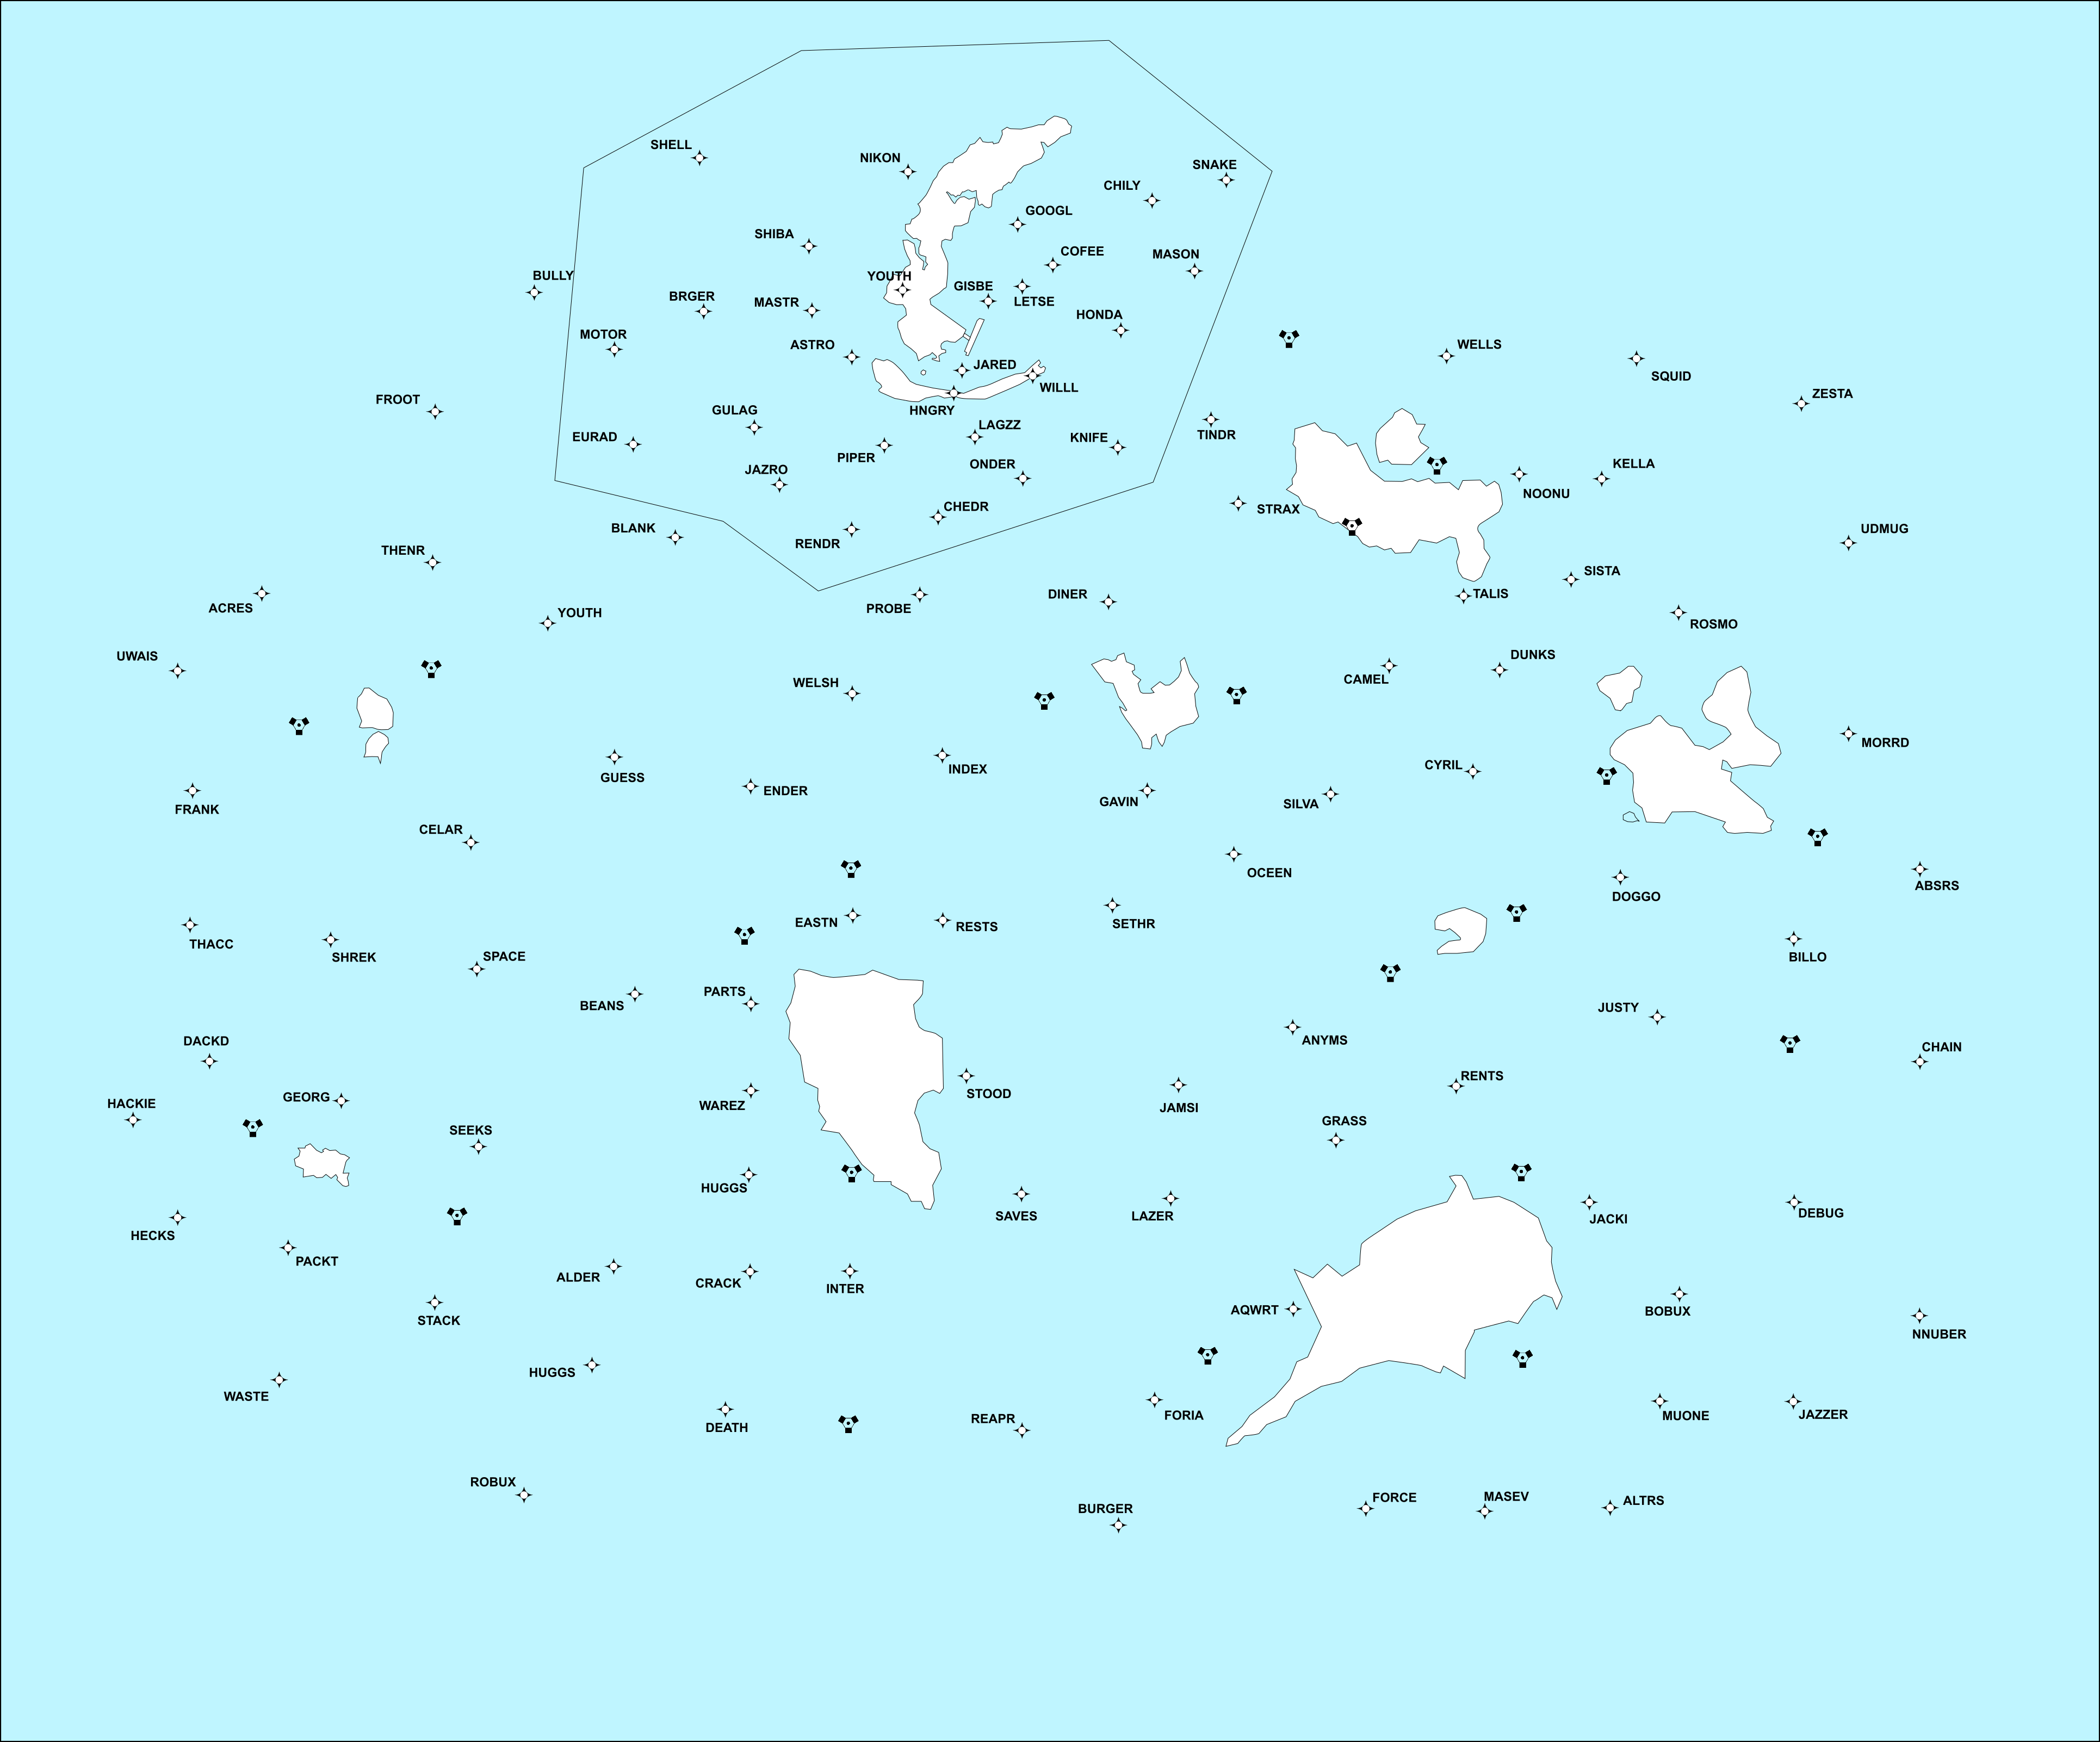 SHELL
NIKON
SNAKE
CHILY
GOOGL
SHIBA
COFEE
MASON
BULLY
YOUTH
GISBE
BRGER
MASTR
LETSE
HONDA
MOTOR
ASTRO
WELLS
JARED
SQUID
WILLL
ZESTA
FROOT
GULAG
HNGRY
LAGZZ
EURAD
KNIFE
TINDR
PIPER
ONDER
KELLA
JAZRO
NOONU
CHEDR
STRAX
BLANK
UDMUG
RENDR
THENR
SISTA
ACRES
YOUTH
PROBE
DINER
TALIS
ROSMO
UWAIS
DUNKS
WELSH
CAMEL
MORRD
INDEX
CYRIL
GUESS
ENDER
GAVIN
SILVA
FRANK
CELAR
OCEEN
ABSRS
DOGGO
EASTN
RESTS
SETHR
THACC
SHREK
SPACE
BILLO
PARTS
BEANS
JUSTY
DACKD
ANYMS
CHAIN
RENTS
GEORG
STOOD
HACKIE
WAREZ
JAMSI
GRASS
SEEKS
HUGGS
SAVES
LAZER
JACKI
DEBUG
HECKS
PACKT
ALDER
CRACK
INTER
AQWRT
BOBUX
STACK
NNUBER
HUGGS
WASTE
DEATH
REAPR
FORIA
MUONE
JAZZER
ROBUX
BURGER
FORCE
MASEV
ALTRS